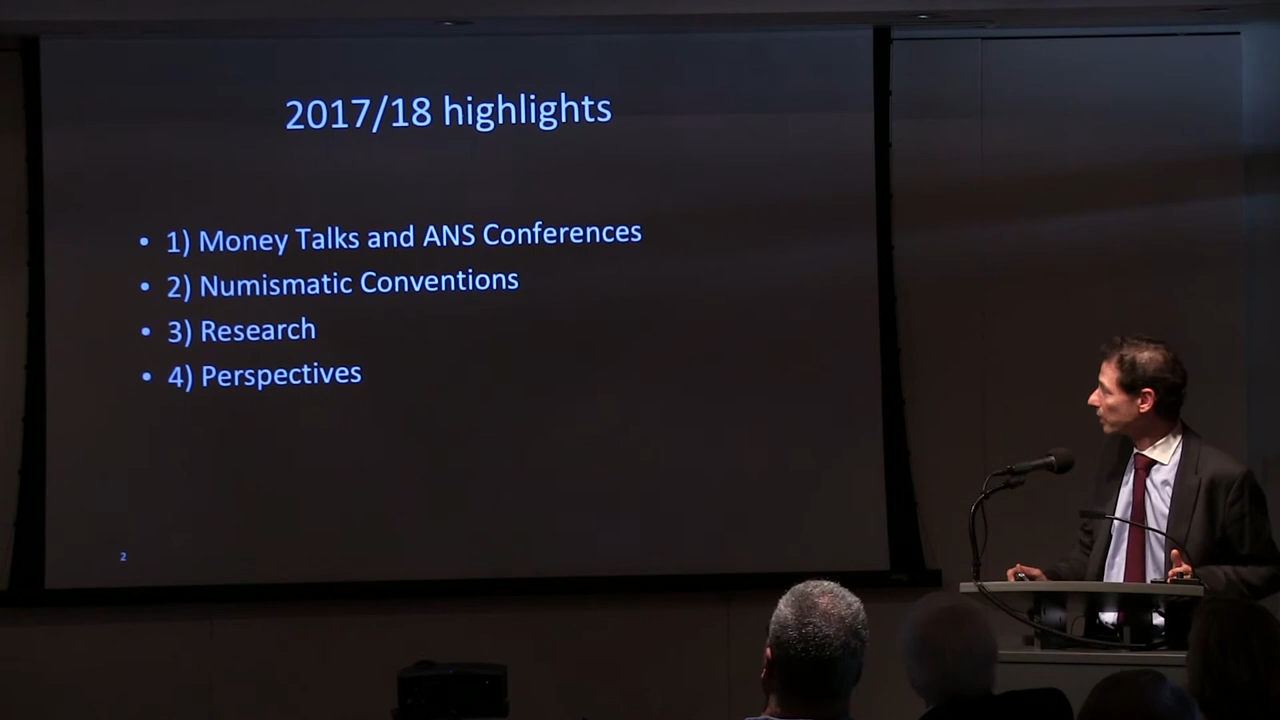 2017/18 highlights
• 1) Money Talks and ANS Conferences
• 2) Numismatic Conventions
• 3) Research
• 4) Perspectives
2